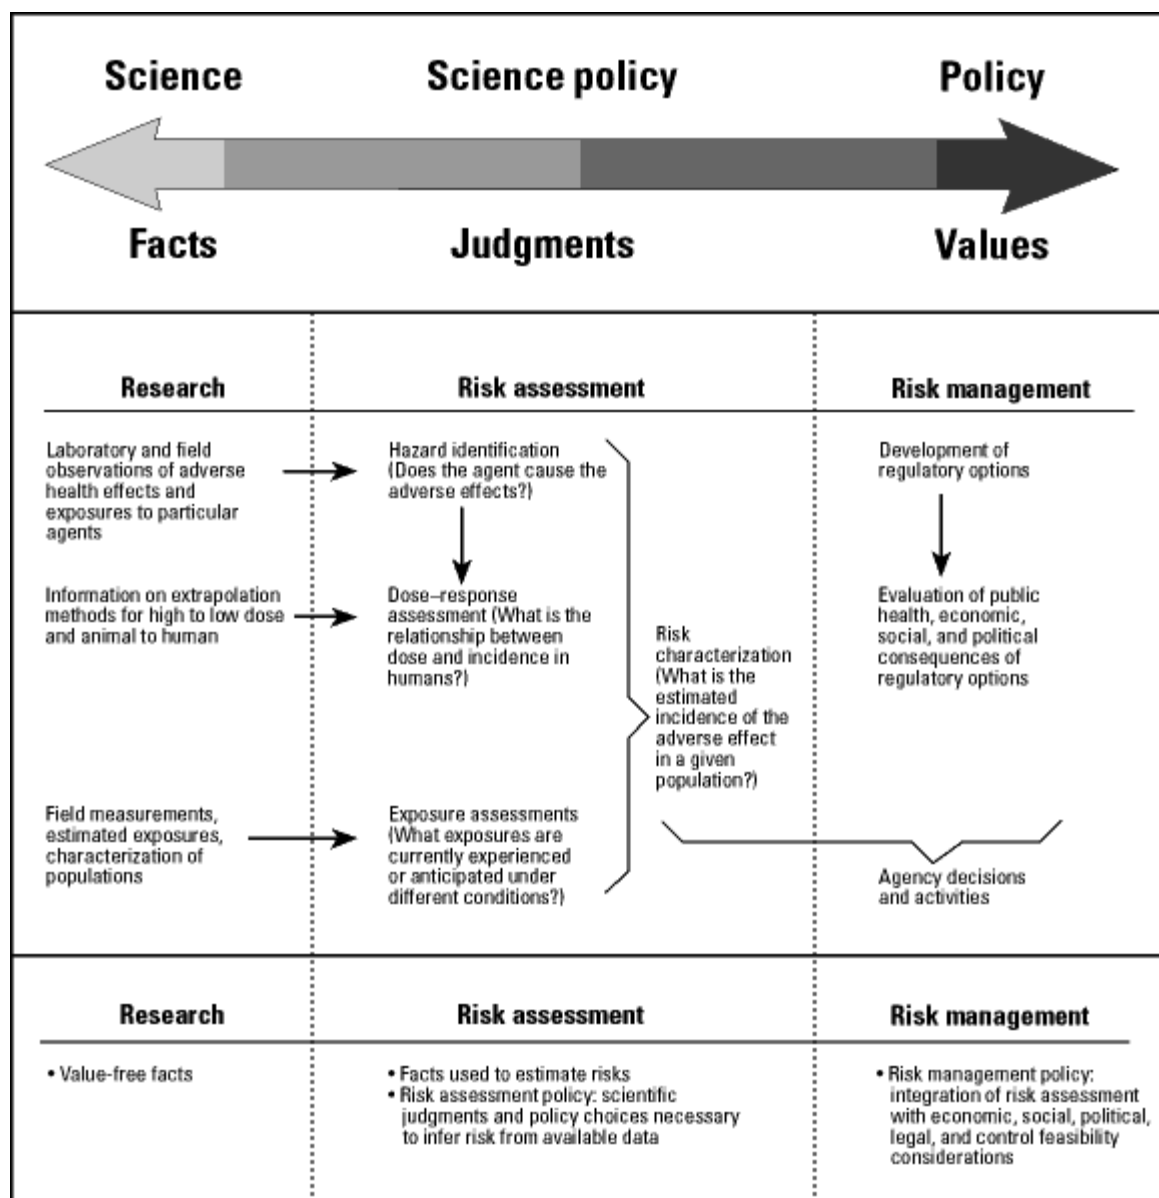 Science
Science policy
Policy
Facts
Judgments
Values
Research
Risk assessment
Risk management
Laboratory and field
observations of adverse
health effects and
exposures to particular
agents
Hazard identification
(Does the agent cause the
adverse effects?)
Development of
regulatory options
Information on extrapolation
methods for high to low dose
and animal to human
Dose–response
assessment (What is the
relationship between
dose and incidence in
humans?)
Risk
characterization
(What is the
estimated
incidence of the
adverse effect
in a given
population?)
Evaluation of public
health, economic,
social, and political
consequences of
regulatory options
Field measurements,
estimated exposures,
characterization of
populations
Exposure assessments
(What exposures are
currently experienced
or anticipated under
different conditions?)
Agency decisions
and activities
Research
Risk assessment
Risk management
• Value-free facts
• Facts used to estimate risks
• Risk assessment policy: scientific
judgments and policy choices necessary
to infer risk from available data
• Risk management policy:
integration of risk assessment
with economic, social, political,
legal, and control feasibility
considerations